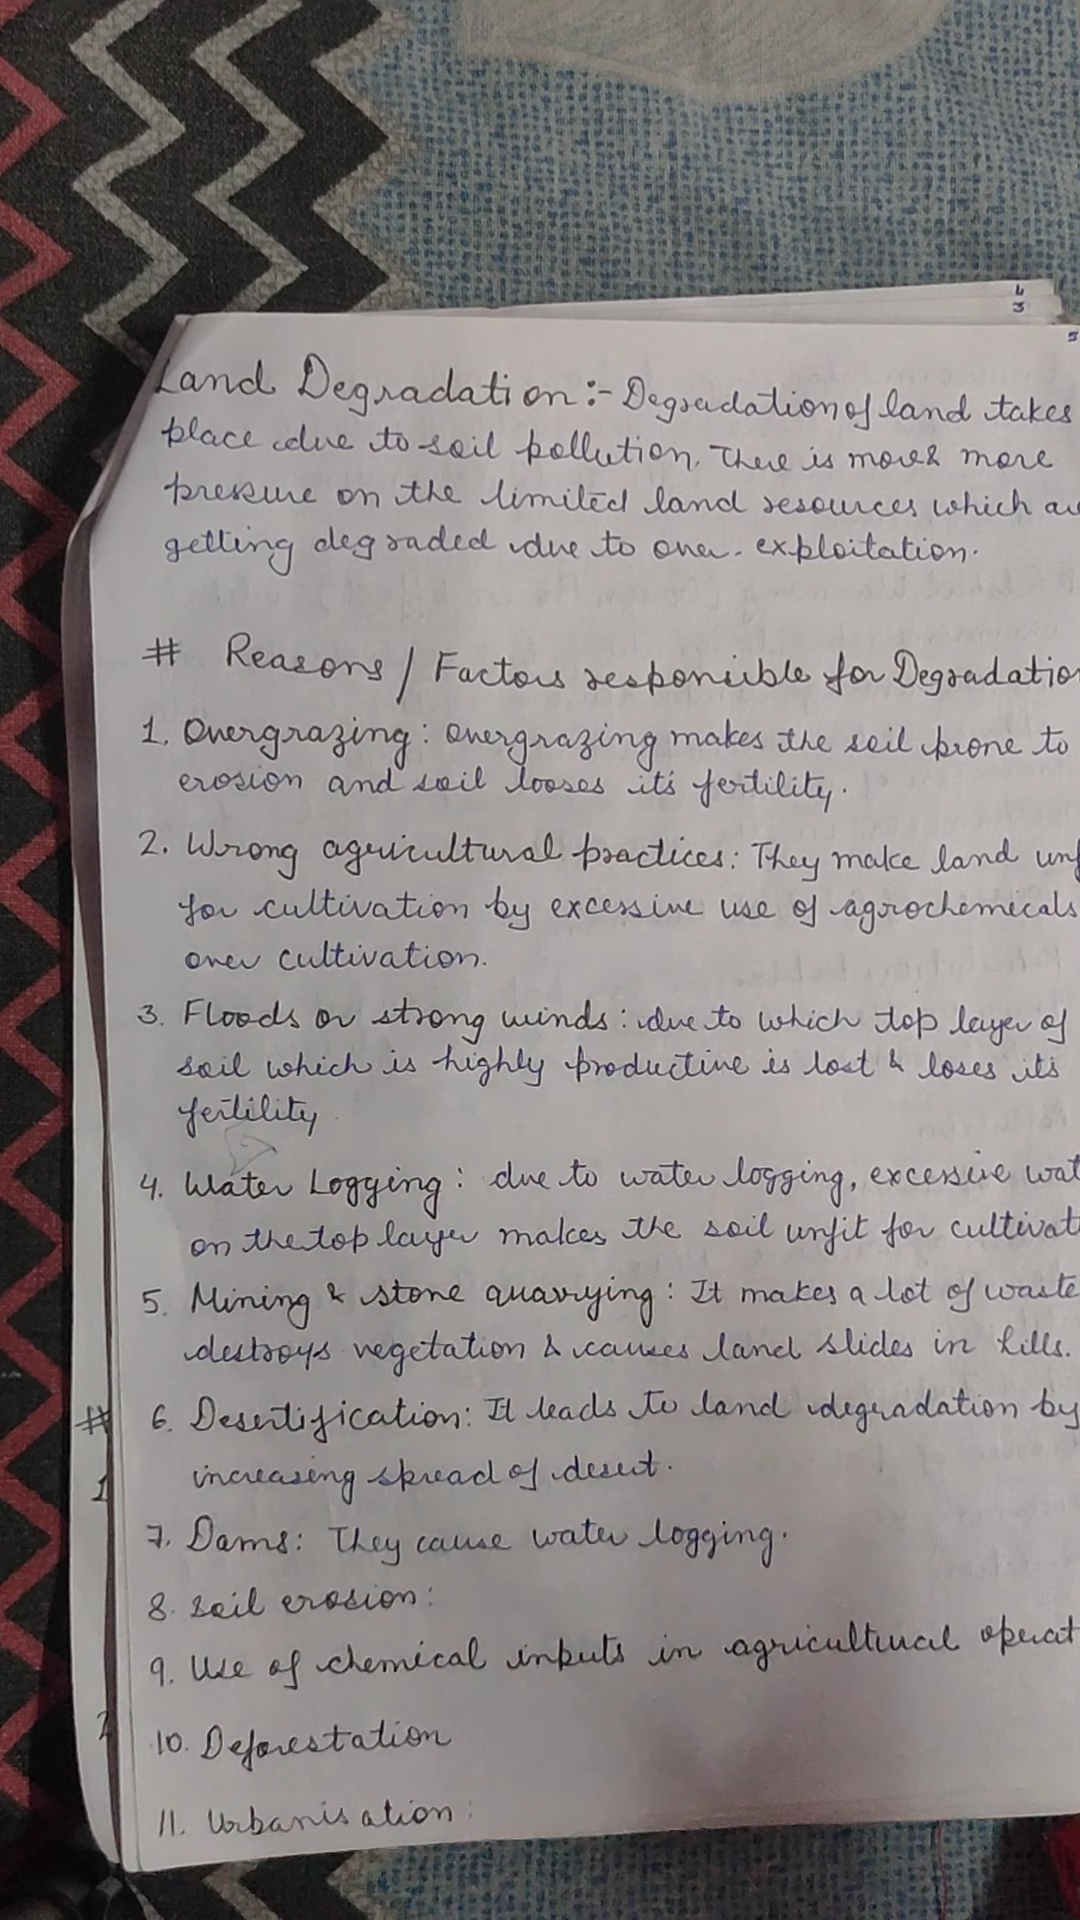 Land Degradation :- Degradation of land takes
place due to soil pollution. There is more & more
pressure on the limited land resources which
getting degraded due to over-exploitation.
# Reasons / Factors responsible for Degradation
1. Overgrazing : overgrazing makes the soil prone to
erosion and soil looses it's fertility.
2. Wrong agricultural practices: They make land
for cultivation by excessive use of agrochemicals
over cultivation.
3. Floods or strong winds : due to which top layer of
soil which is highly productive is lost & loses it's
fertility
4. Water Logging : due to water logging, excessive wat
on the top layer makes the soil unfit for cultivat
5. Mining & stone quarrying : It makes a lot of waste
destroys vegetation & causes land slides in hills.
6. Desertification: It leads to land degradation by
increasing spread of desert.
7. Dams: They cause water logging.
8. Soil erosion:
9. Use of chemical inputs in agricultural operat
10. Deforestation
11. Urbanisation :
#
1
2